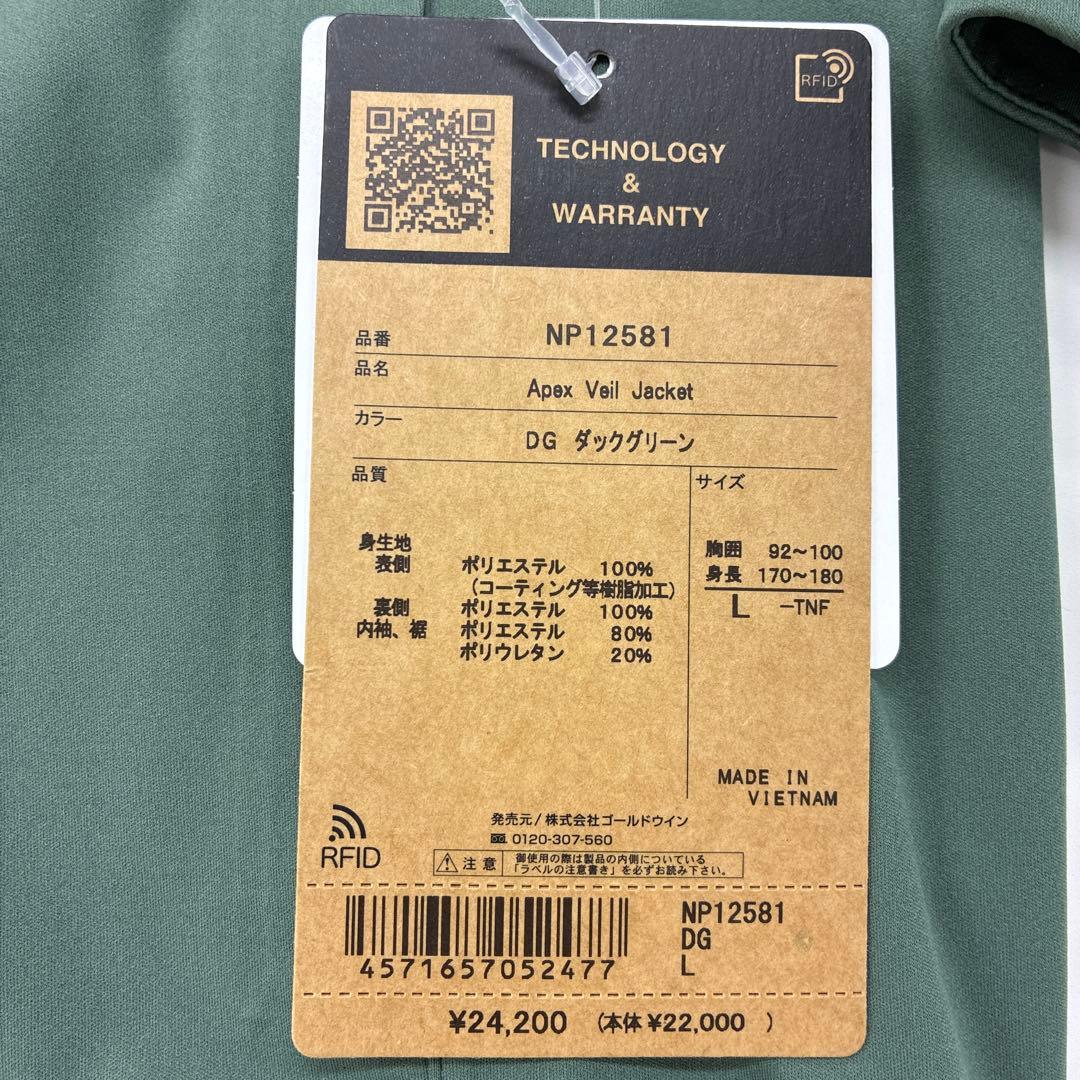 RFID
TECHNOLOGY
&
WARRANTY
品番 NP12581
品名 Apex Veil Jacket
カラー DG ダックグリーン
品質
身生地
表側 ポリエステル 100%
(コーティング等樹脂加工)
裏側 ポリエステル 100%
内袖、裾 ポリエステル 80%
ポリウレタン 20%
サイズ
胸囲 92～100
身長 170～180
L -TNF
MADE IN
VIETNAM
発売元/株式会社ゴールドウイン
0120-307-560
RFID
注意
御使用の際は製品の内側についている
「ラベルの注意書き」を必ずお読み下さい。
4571657052477
NP12581
DG
L
¥24,200 (本体¥22,000 )